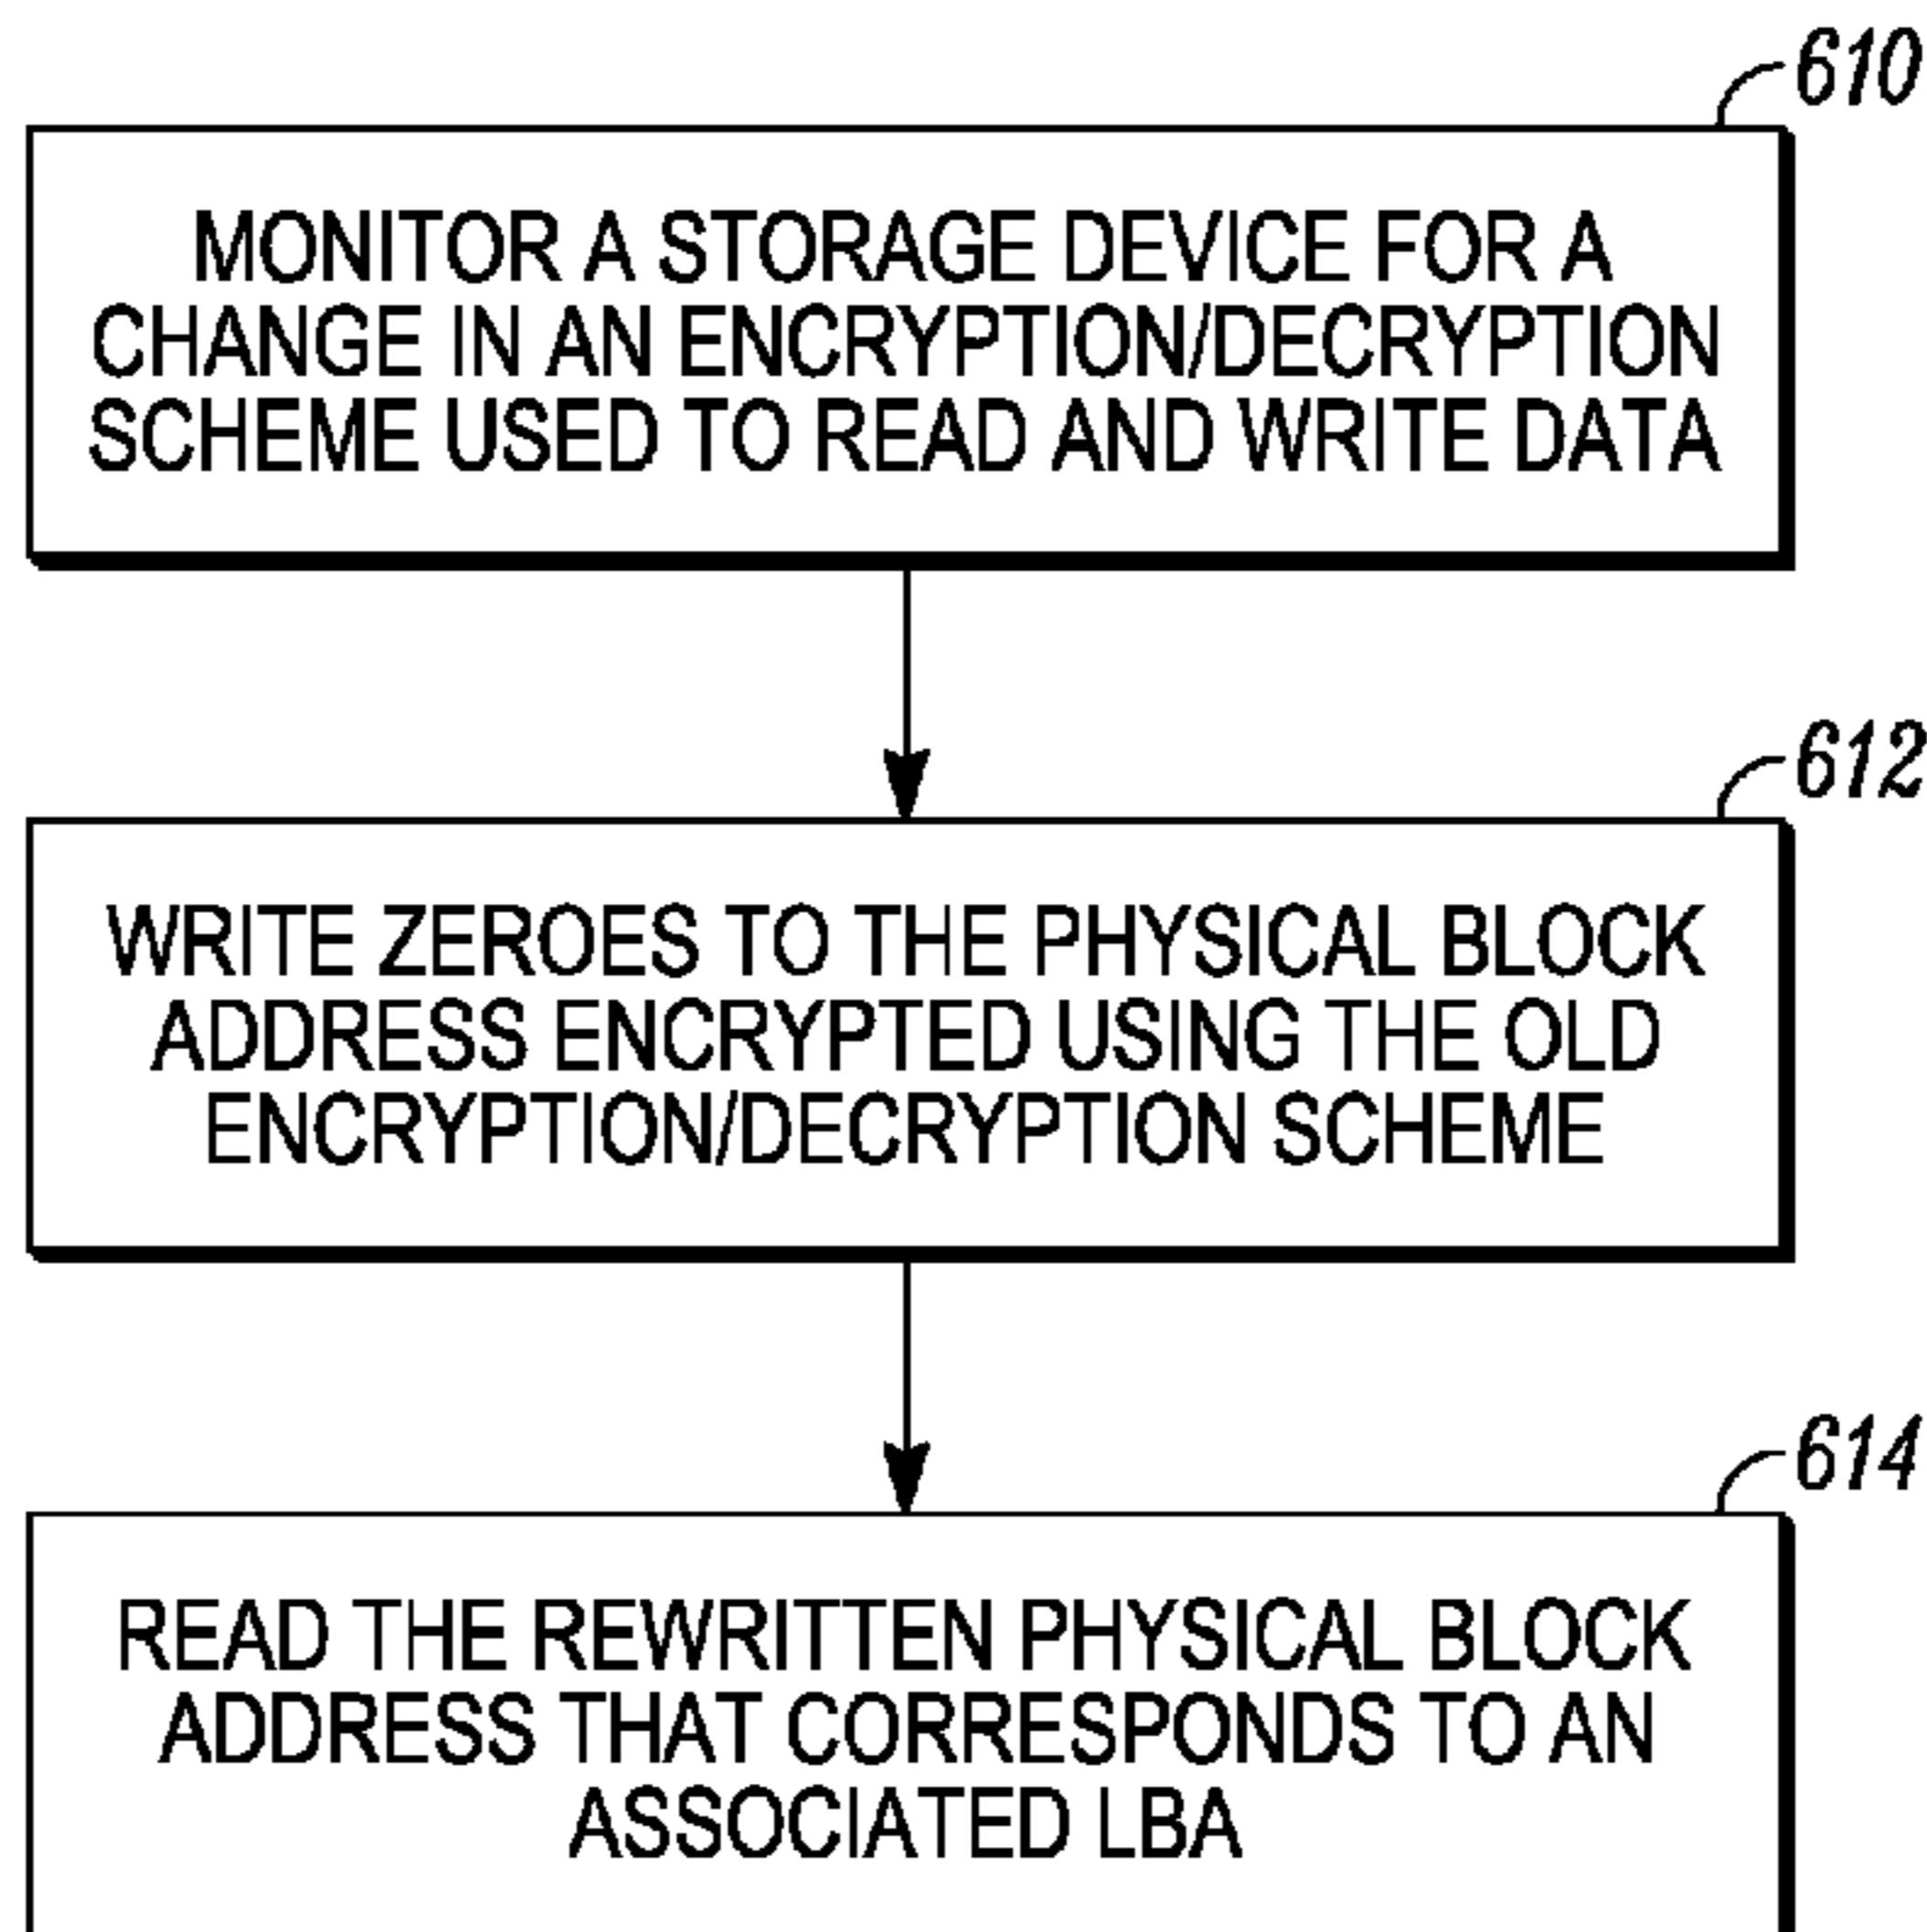 610
MONITOR A STORAGE DEVICE FOR A
CHANGE IN AN ENCRYPTION/DECRYPTION
SCHEME USED TO READ AND WRITE DATA
612
WRITE ZEROES TO THE PHYSICAL BLOCK
ADDRESS ENCRYPTED USING THE OLD
ENCRYPTION/DECRYPTION SCHEME
614
READ THE REWRITTEN PHYSICAL BLOCK
ADDRESS THAT CORRESPONDS TO AN
ASSOCIATED LBA